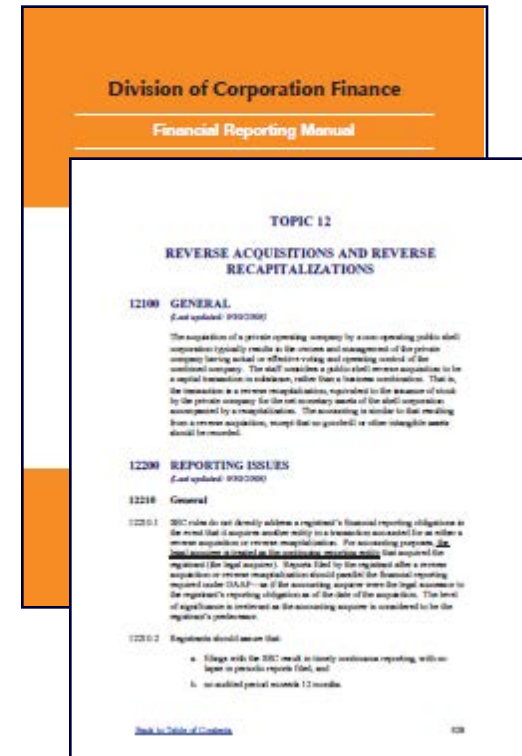 Division of Corporation Finance
Financial Reporting Manual
TOPIC 12
REVERSE ACQUISITIONS AND REVERSE
RECAPITALIZATIONS
12100 GENERAL
(Last updated:
The acquisition of a private operating company by a non-operating public shell
corporation typically results in the owners and management of the private
company having actual or effective voting and operating control of the
combined company. The staff considers a public shell reverse acquisition to be
a capital transaction in substance, rather than a business combination. That is,
the transaction is a reverse recapitalization, equivalent to the issuance of stock
by the private company for the net monetary assets of the shell corporation
accompanied by a recapitalization. The accounting is similar to that resulting
from a reverse acquisition, except that no goodwill or other intangible assets
should be recorded.
12200 REPORTING ISSUES
(Last updated:
12210 General
12210.1 SEC rules do not directly address a registrant's financial reporting obligations in
the event that it acquires another entity in a transaction accounted for as either a
reverse acquisition or reverse recapitalization. For accounting purposes, the
legal acquiree is treated as the continuing reporting entity that acquired the
registrant (the legal acquirer). Reports filed by the registrant after a reverse
acquisition or reverse recapitalization should parallel the financial reporting
required under GAAP – as if the accounting acquirer were the legal successor to
the registrant's reporting obligation as of the date of the acquisition. The level
of significance is irrelevant as the accounting acquirer is considered to be the
registrant's predecessor.
12210.2 Registrants should assure that:
a. filings with the SEC result in timely continuous reporting, with no
lapse in periodic reports filed, and
b. no audited period exceeds 12 months.
Back to Table of Contents